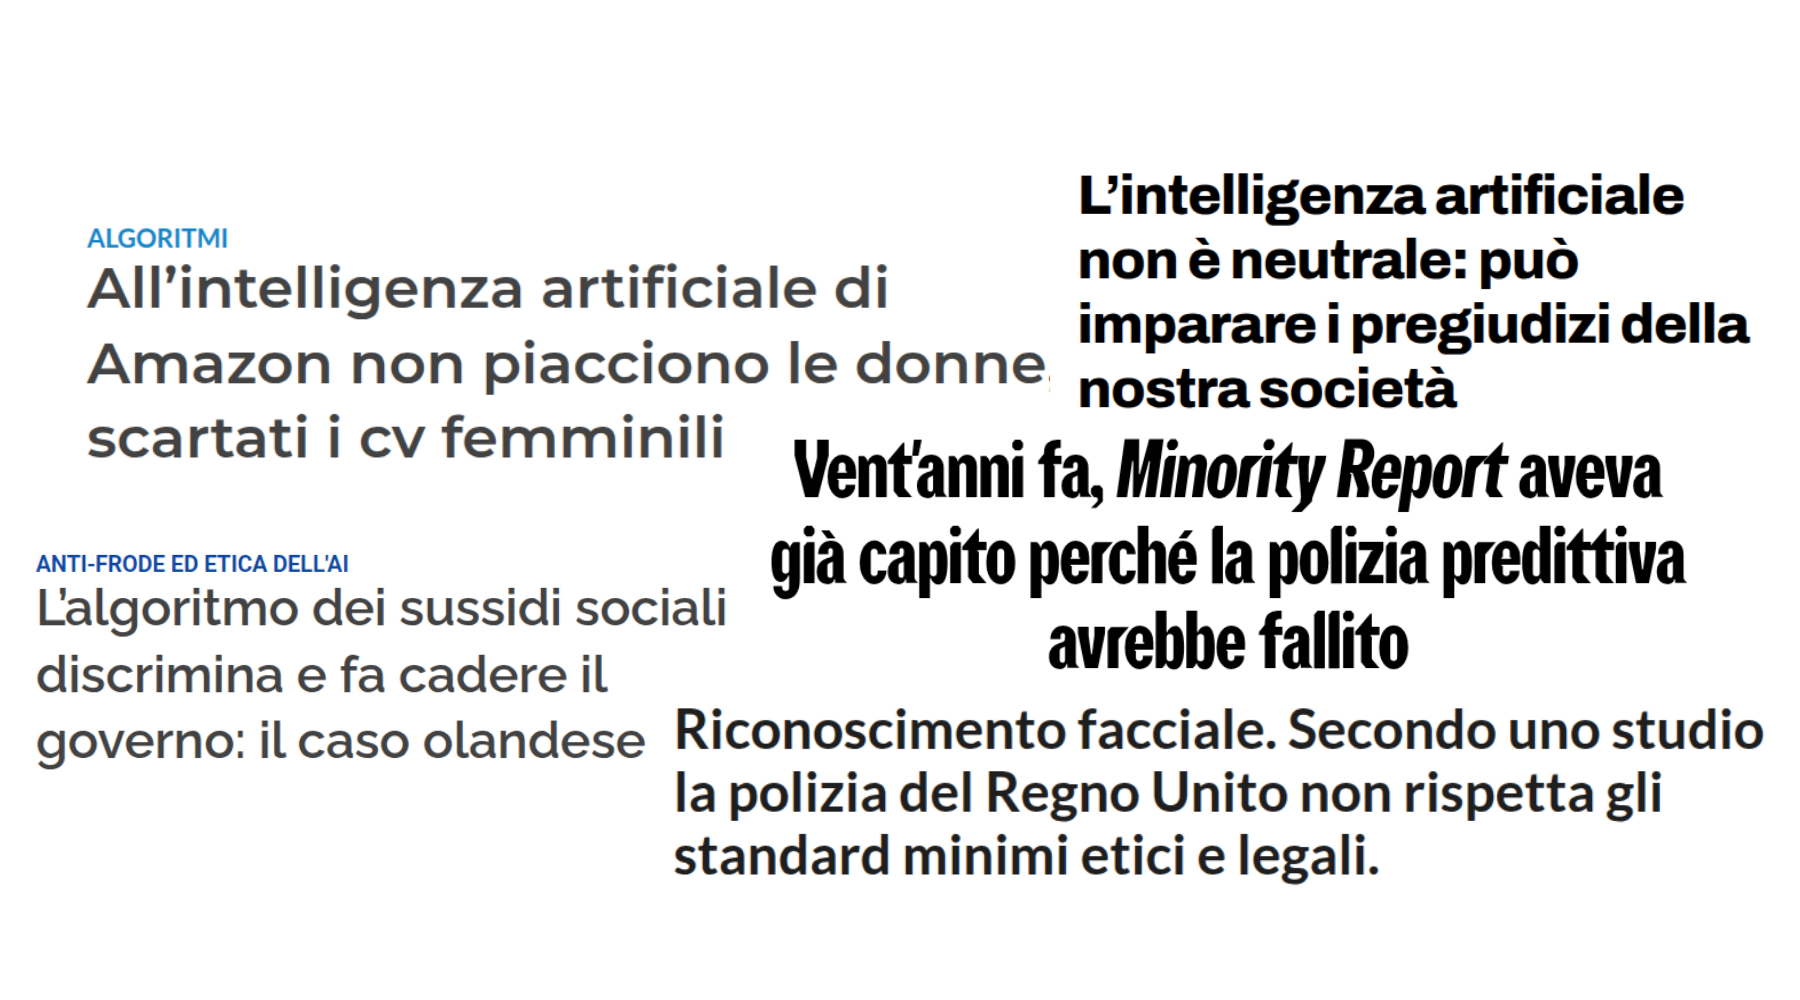 ALGORITMI
All’intelligenza artificiale di
Amazon non piacciono le donne,
scartati i cv femminili
L’intelligenza artificiale
non è neutrale: può
imparare i pregiudizi della
nostra società
Vent'anni fa, Minority Report aveva
già capito perché la polizia predittiva
avrebbe fallito
ANTI-FRODE ED ETICA DELL'AI
L’algoritmo dei sussidi sociali
discrimina e fa cadere il
governo: il caso olandese
Riconoscimento facciale. Secondo uno studio
la polizia del Regno Unito non rispetta gli
standard minimi etici e legali.